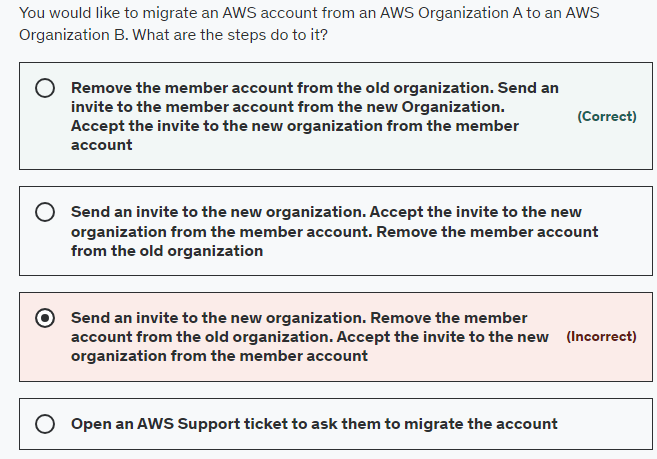 You would like to migrate an AWS account from an AWS Organization A to an AWS
Organization B. What are the steps do to it?
Remove the member account from the old organization. Send an
invite to the member account from the new Organization.
Accept the invite to the new organization from the member
account
(Correct)
Send an invite to the new organization. Accept the invite to the new
organization from the member account. Remove the member account
from the old organization
Send an invite to the new organization. Remove the member
account from the old organization. Accept the invite to the new
organization from the member account
(Incorrect)
Open an AWS Support ticket to ask them to migrate the account